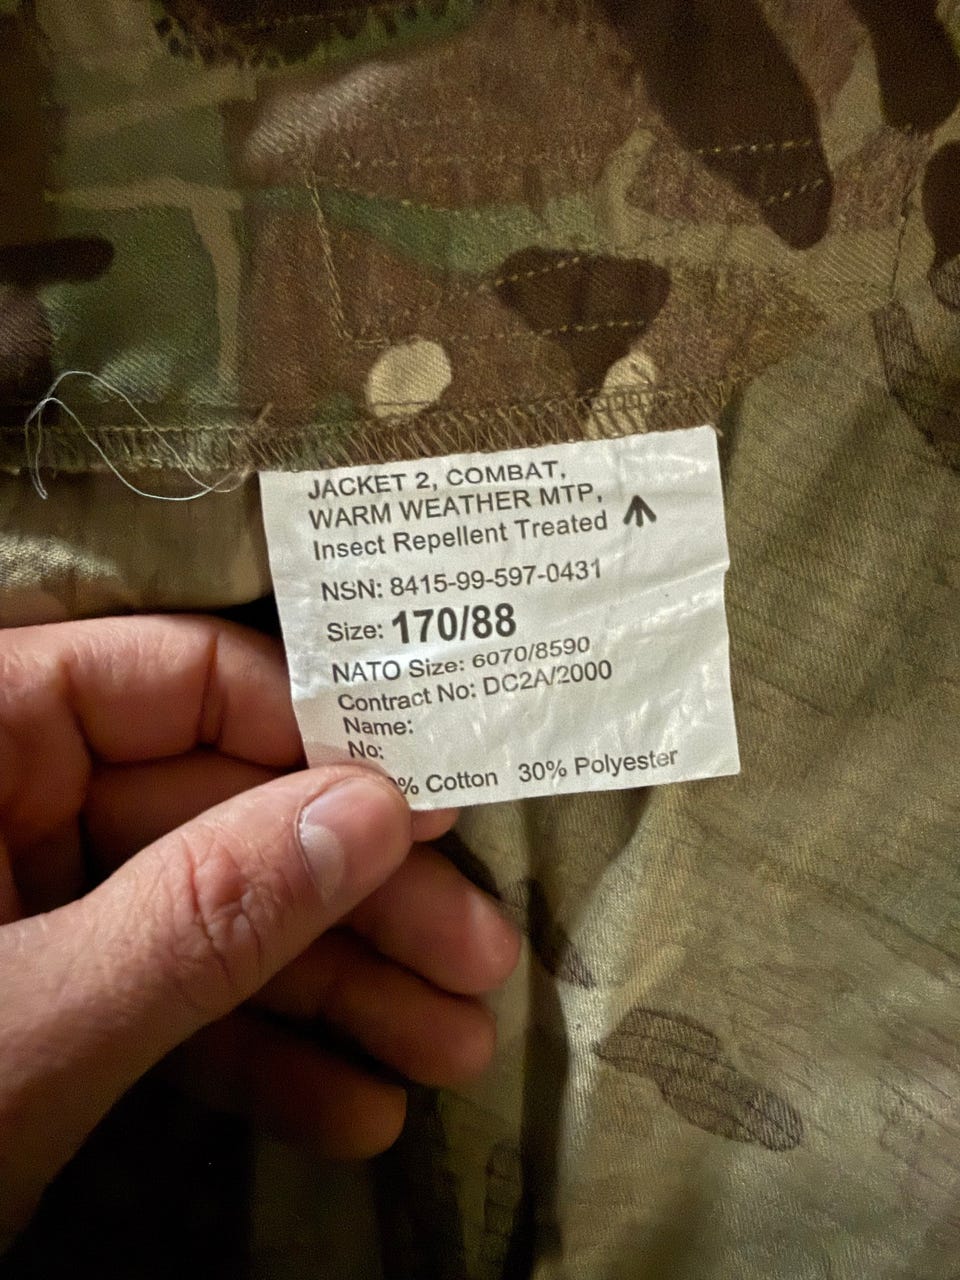 JACKET 2, COMBAT,
WARM WEATHER MTP,
Insect Repellent Treated
NSN: 8415-99-597-0431
Size: 170/88
NATO Size: 6070/8590
Contract No: DC2A/2000
Name:
No:
% Cotton 30% Polyester